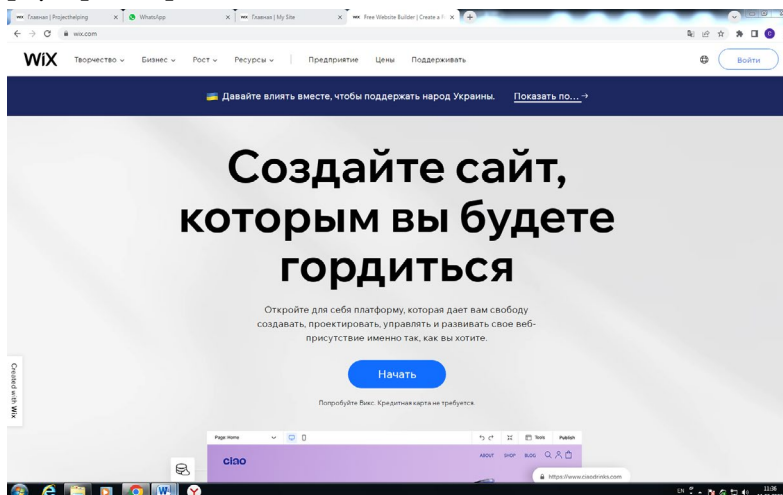 Главная | Projecthelping
WhatsApp
Главная | My Site
Free Website Builder | Create a
wix.com
WiX Творчество Бизнес Рост Ресурсы Предприятие Цены Поддерживать Войти
Давайте влиять вместе, чтобы поддержать народ Украины. Показать по...→
Создайте сайт,
которым вы будете
гордиться
Откройте для себя платформу, которая дает вам свободу
создавать, проектировать, управлять и развивать свое веб-
присутствие именно так, как вы хотите.
Начать
Попробуйте Викс. Кредитная карта не требуется.
Created with Wix
Page: Home Tools Publish
ciao ABOUT SHOP BLOG
https://www.ciaodrinks.com
EN 11:36